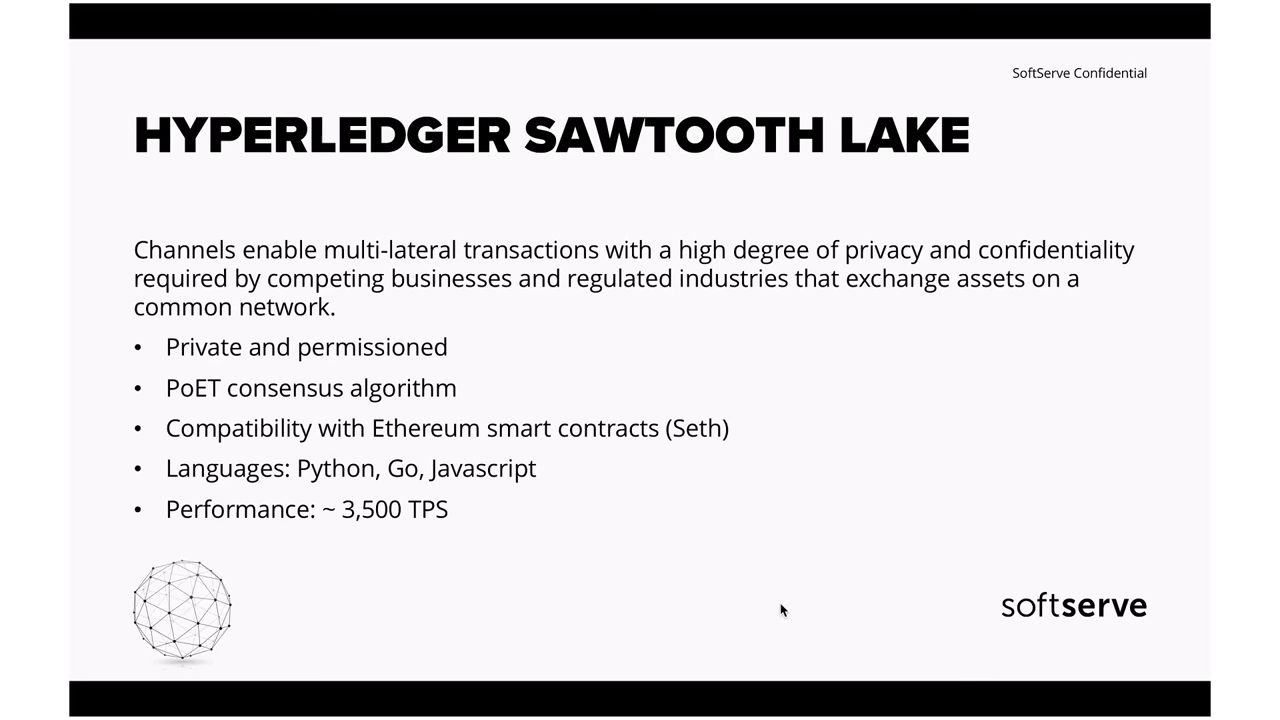 SoftServe Confidential
HYPERLEDGER SAWTOOTH LAKE
Channels enable multi-lateral transactions with a high degree of privacy and confidentiality
required by competing businesses and regulated industries that exchange assets on a
common network.
• Private and permissioned
• PoET consensus algorithm
• Compatibility with Ethereum smart contracts (Seth)
• Languages: Python, Go, Javascript
• Performance: ~ 3,500 TPS
softserve